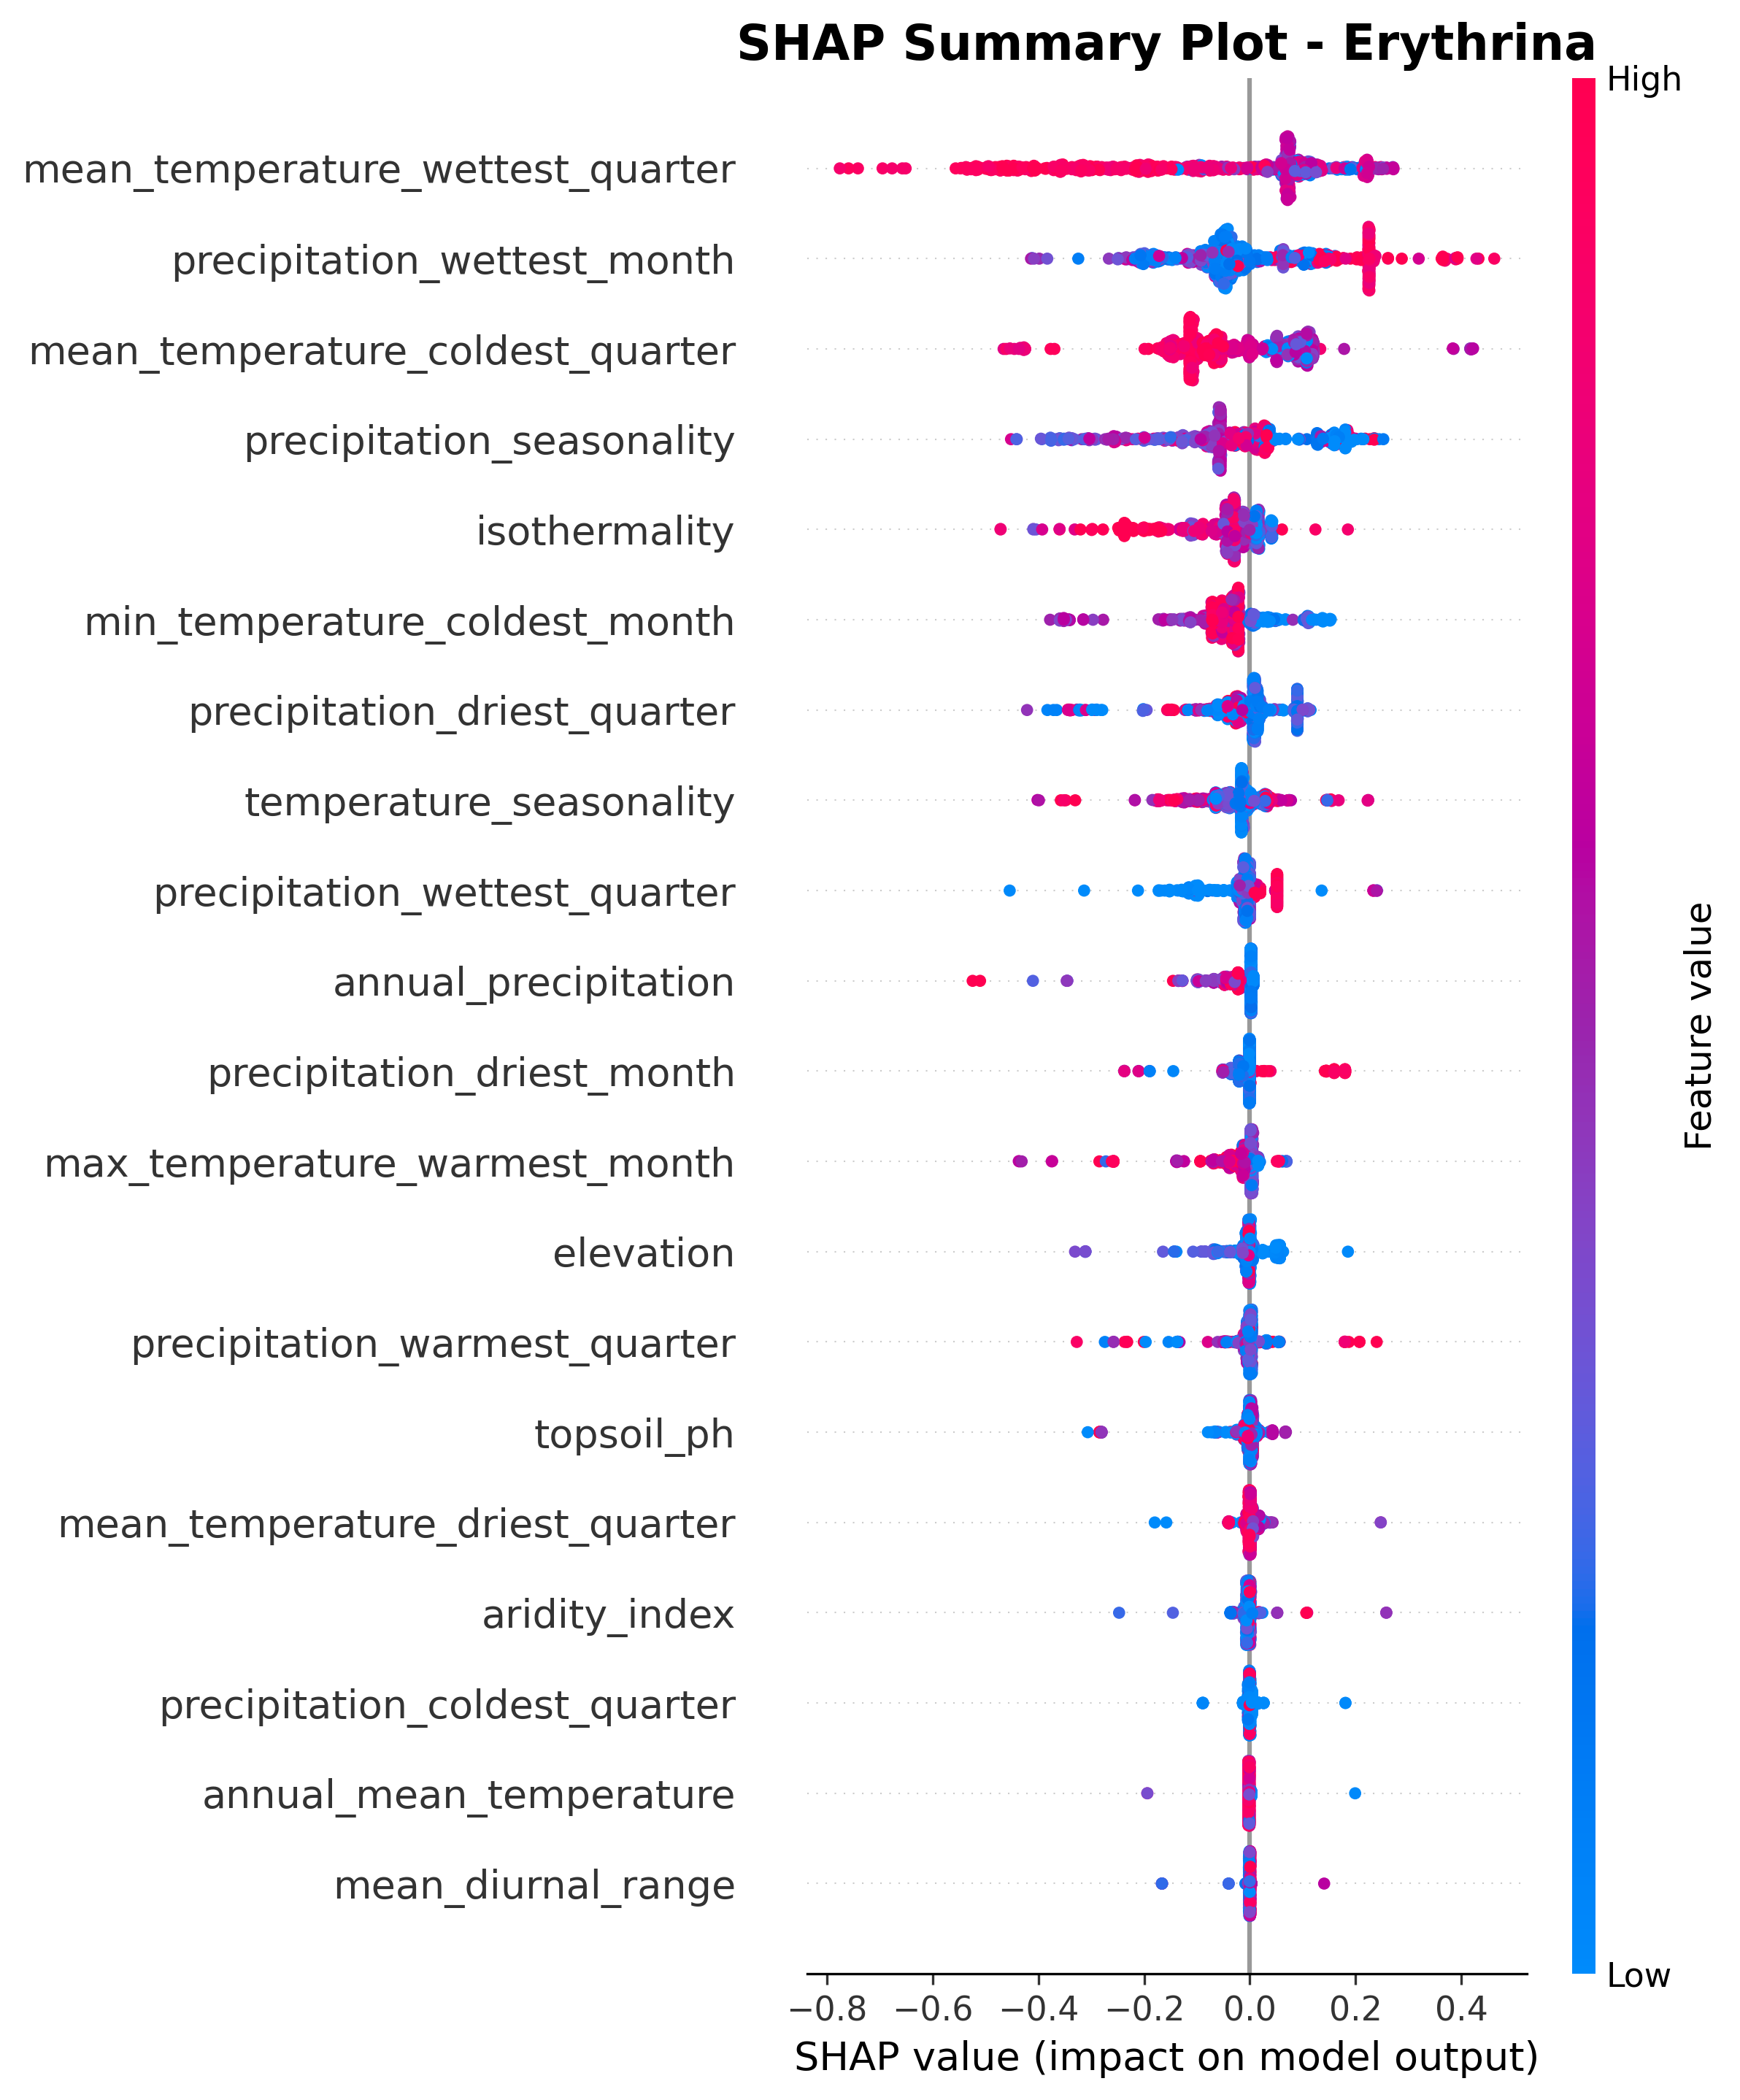 SHAP Summary Plot - Erythrina
High
mean_temperature_wettest_quarter
precipitation_wettest_month
mean_temperature_coldest_quarter
precipitation_seasonality
isothermality
min_temperature_coldest_month
precipitation_driest_quarter
temperature_seasonality
precipitation_wettest_quarter
annual_precipitation
precipitation_driest_month
max_temperature_warmest_month
elevation
precipitation_warmest_quarter
topsoil_ph
mean_temperature_driest_quarter
aridity_index
precipitation_coldest_quarter
annual_mean_temperature
mean_diurnal_range
Feature value
Low
−0.8 −0.6 −0.4 −0.2 0.0 0.2 0.4
SHAP value (impact on model output)